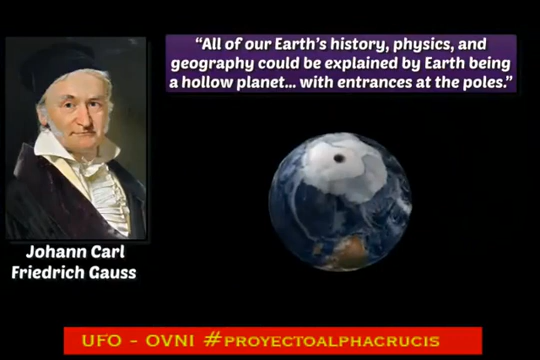 “All of our Earth’s history, physics, and
geography could be explained by Earth being
a hollow planet... with entrances at the poles.”
Johann Carl
Friedrich Gauss
UFO - OVNI #PROYECTOALPHACRUCIS